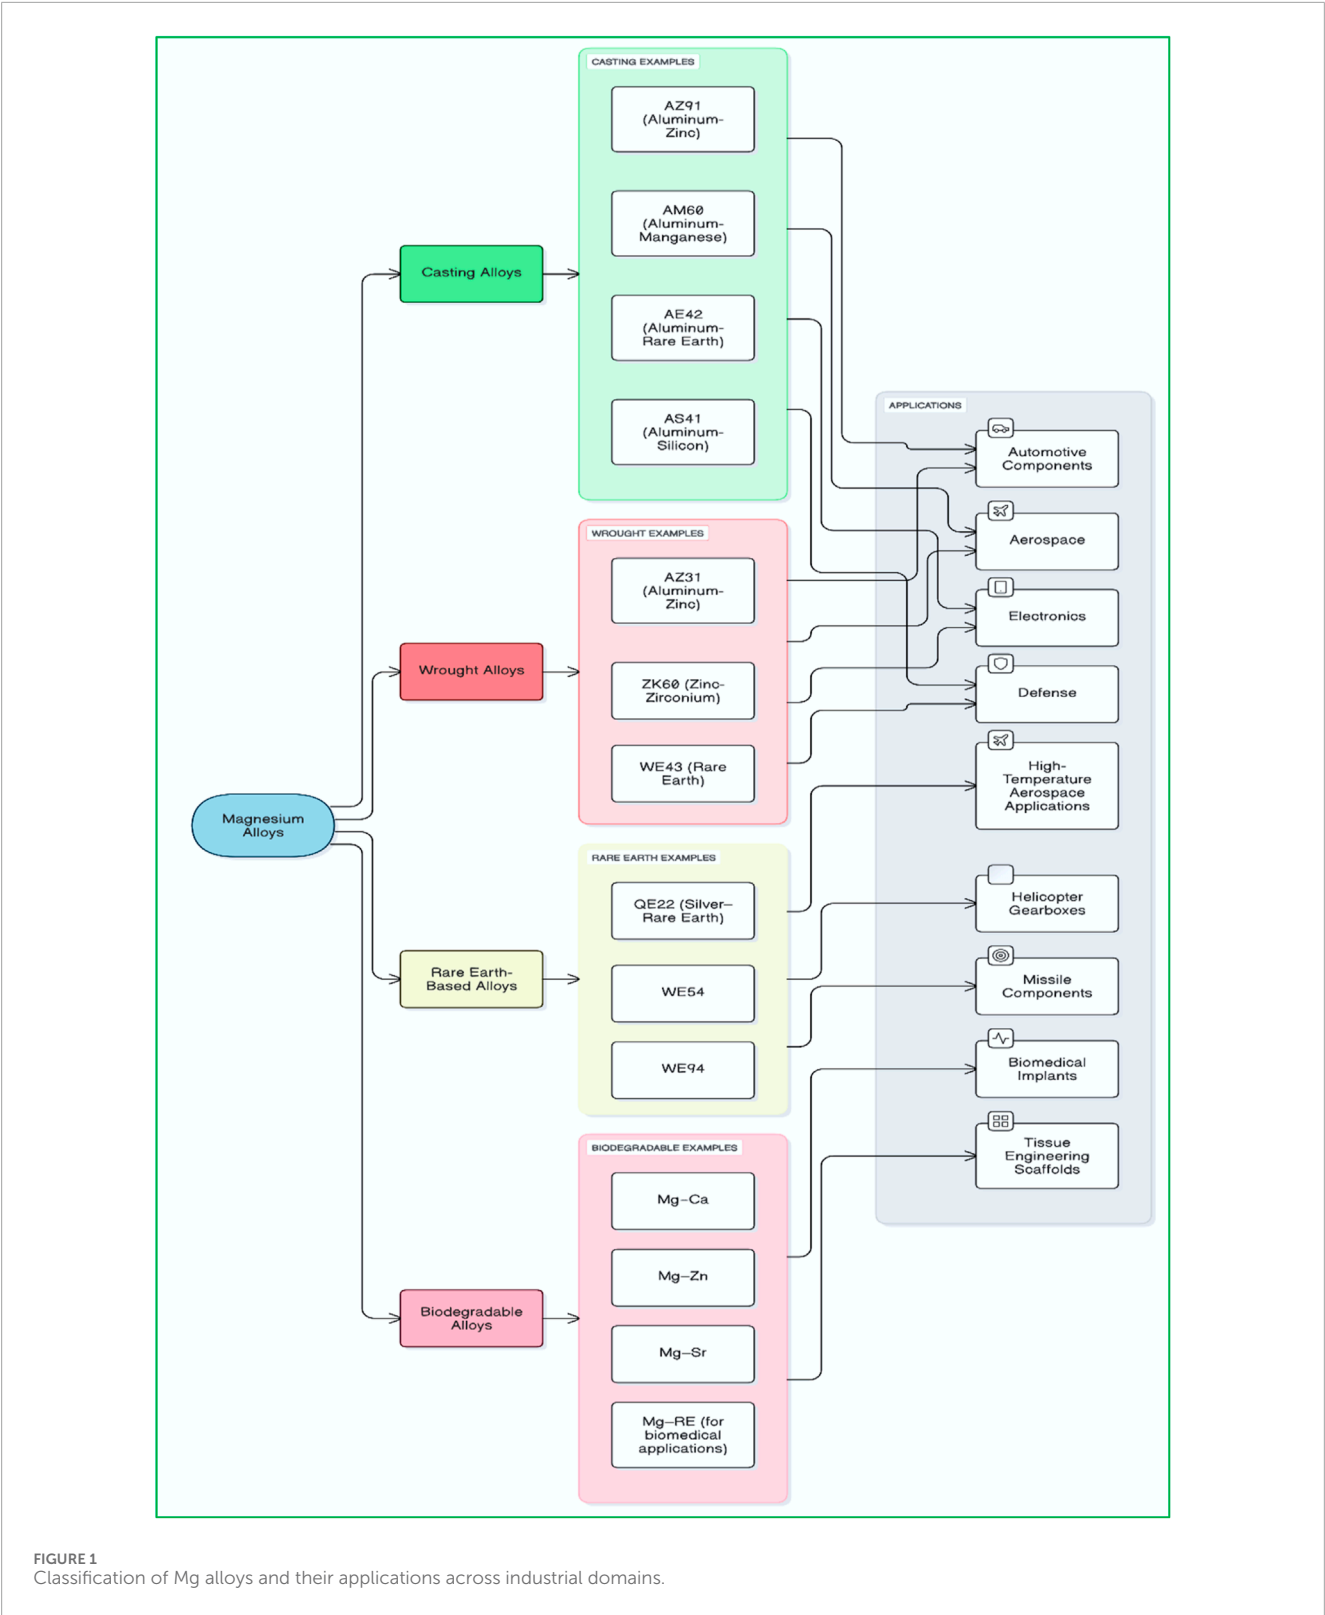 CASTING EXAMPLES
AZ91
(Aluminum-
Zinc)
AM60
(Aluminum-
Manganese)
AE42
(Aluminum-
Rare Earth)
AS41
(Aluminum-
Silicon)
Casting Alloys
WROUGHT EXAMPLES
AZ31
(Aluminum-
Zinc)
ZK60 (Zinc-
Zirconium)
WE43 (Rare
Earth)
Wrought Alloys
Magnesium
Alloys
RARE EARTH EXAMPLES
QE22 (Silver–
Rare Earth)
WE54
WE94
Rare Earth-
Based Alloys
BIODEGRADABLE EXAMPLES
Mg–Ca
Mg–Zn
Mg–Sr
Mg–RE (for
biomedical
applications)
Biodegradable
Alloys
APPLICATIONS
Automotive
Components
Aerospace
Electronics
Defense
High-
Temperature
Aerospace
Applications
Helicopter
Gearboxes
Missile
Components
Biomedical
Implants
Tissue
Engineering
Scaffolds
FIGURE 1
Classification of Mg alloys and their applications across industrial domains.